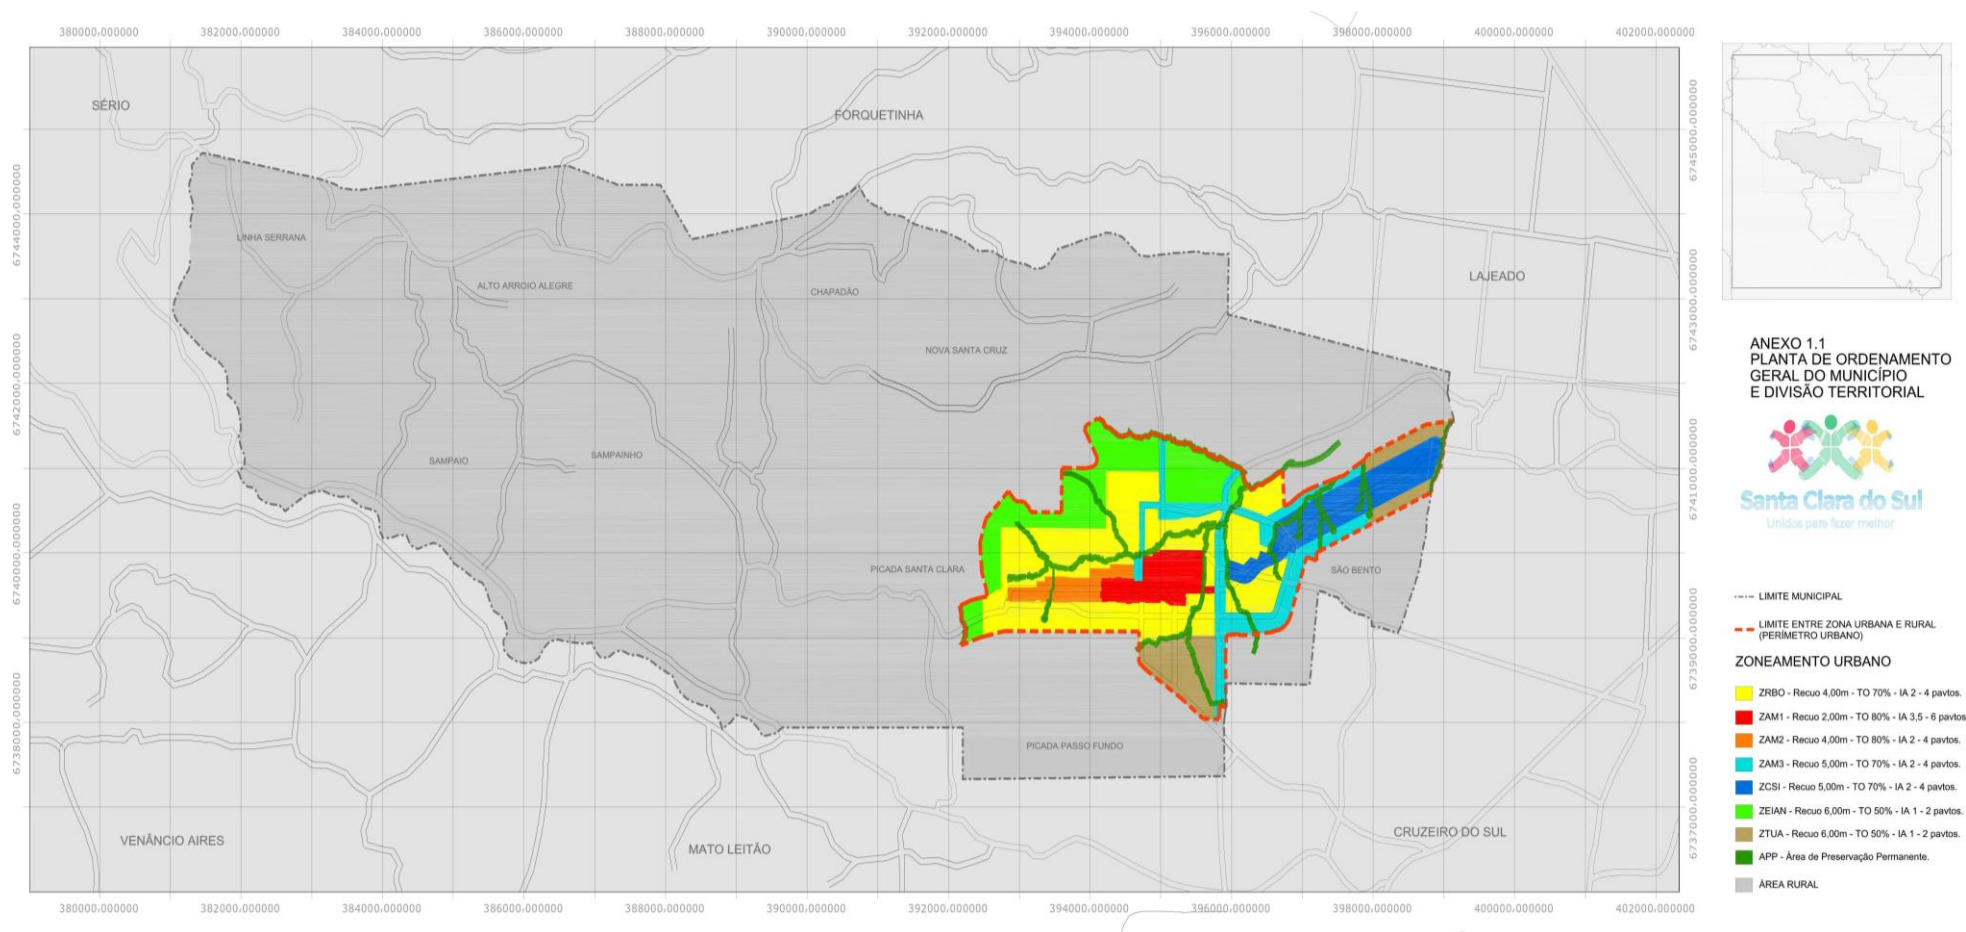 380000.000000 382000.000000 384000.000000 386000.000000 388000.000000 390000.000000 392000.000000 394000.000000 396000.000000 398000.000000 400000.000000 402000.000000
SÉRIO
FORQUETINHA
LINHA SERRANA
ALTO ARROIO ALEGRE
CHAPADÃO
LAJEADO
NOVA SANTA CRUZ
SAMPAIO
SAMPAINHO
PICADA SANTA CLARA
SÃO BENTO
PICADA PASSO FUNDO
VENÂNCIO AIRES
MATO LEITÃO
CRUZEIRO DO SUL
6744000.000000
6742000.000000
6740000.000000
6738000.000000
6745000.000000
6743000.000000
6741000.000000
6739000.000000
6737000.000000
380000.000000 382000.000000 384000.000000 386000.000000 388000.000000 390000.000000 392000.000000 394000.000000 396000.000000 398000.000000 400000.000000 402000.000000
ANEXO 1.1
PLANTA DE ORDENAMENTO
GERAL DO MUNICÍPIO
E DIVISÃO TERRITORIAL
Santa Clara do Sul
Unidos para fazer melhor
LIMITE MUNICIPAL
LIMITE ENTRE ZONA URBANA E RURAL
(PERÍMETRO URBANO)
ZONEAMENTO URBANO
ZRBO - Recuo 4,00m - TO 70% - IA 2 - 4 pavtos.
ZAM1 - Recuo 2,00m - TO 80% - IA 3,5 - 6 pavtos
ZAM2 - Recuo 4,00m - TO 80% - IA 2 - 4 pavtos.
ZAM3 - Recuo 5,00m - TO 70% - IA 2 - 4 pavtos.
ZCSI - Recuo 5,00m - TO 70% - IA 2 - 4 pavtos.
ZEIAN - Recuo 6,00m - TO 50% - IA 1 - 2 pavtos.
ZTUA - Recuo 6,00m - TO 50% - IA 1 - 2 pavtos.
APP - Área de Preservação Permanente.
ÁREA RURAL